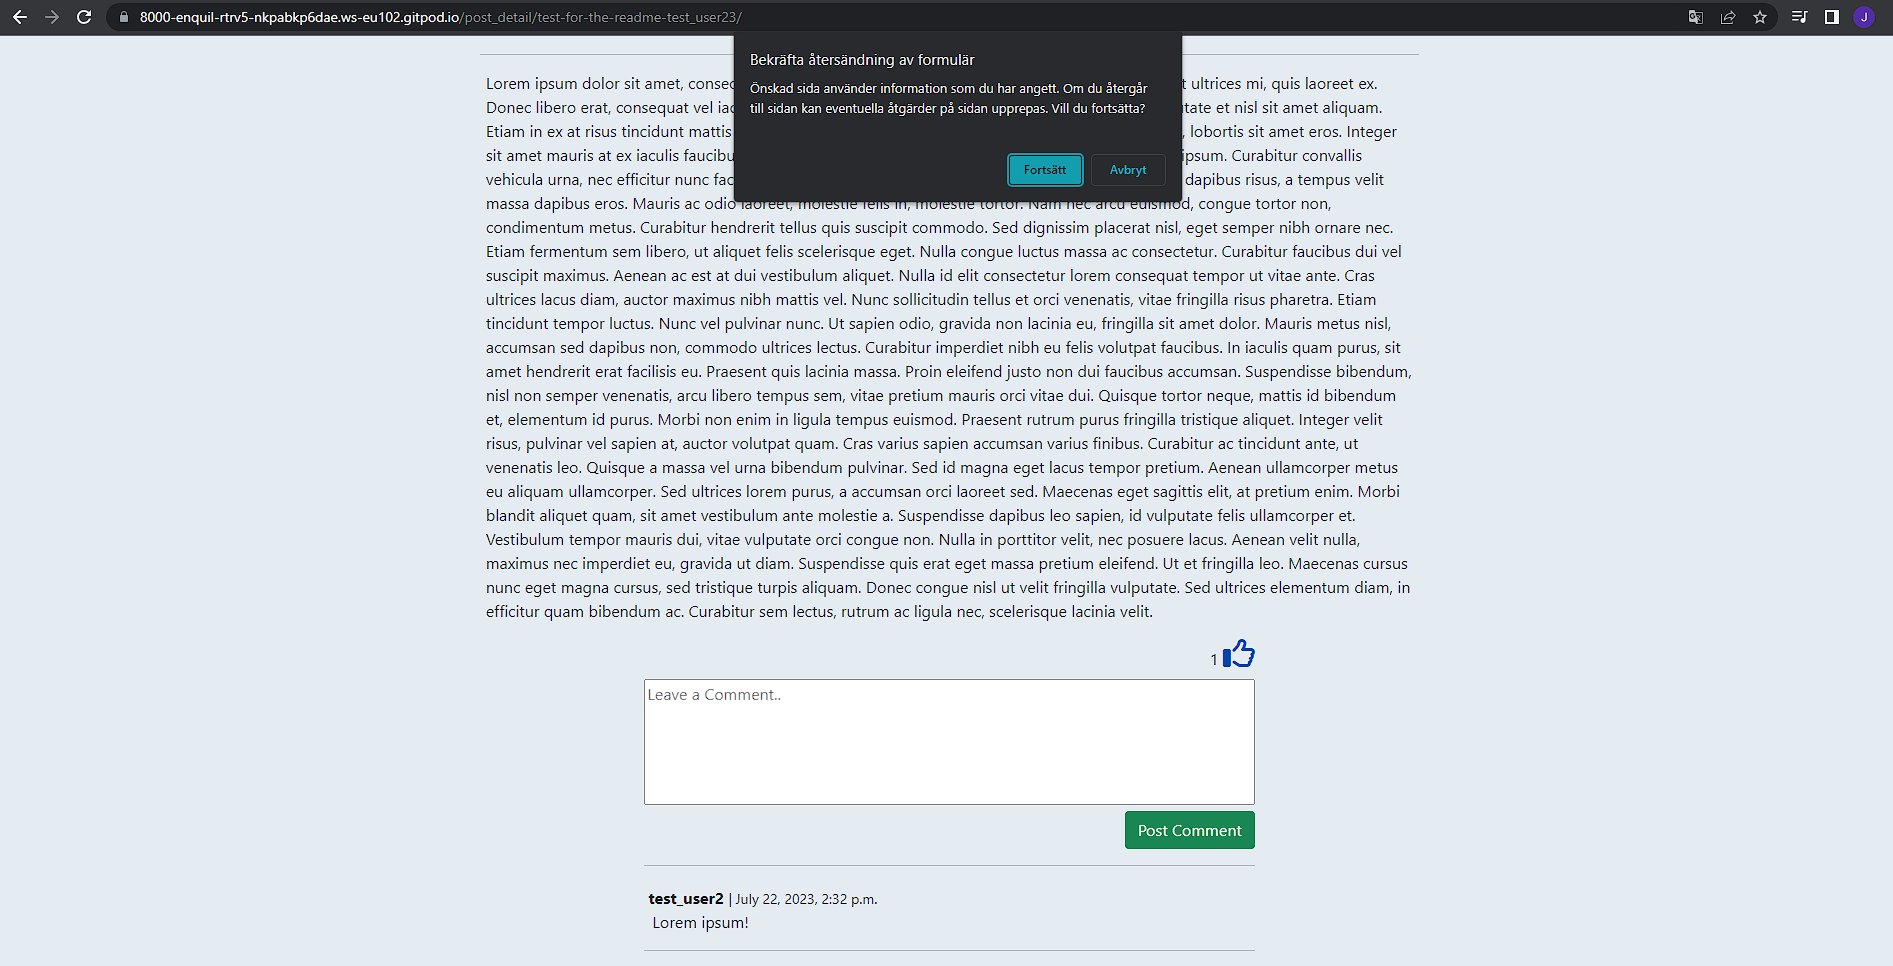 8000-enquil-rtrv5-nkpabkp6dae.ws-eu102.gitpod.io/post_detail/test-for-the-readme-test_user23/
J
Bekräfta återsändning av formulär
Önskad sida använder information som du har angett. Om du återgår
till sidan kan eventuella åtgärder på sidan upprepas. Vill du fortsätta?
Fortsätt Avbryt
Lorem ipsum dolor sit amet, ultrices mi, quis laoreet ex.
Donec libero erat, consequat vel et nisl sit amet aliquam.
Etiam in ex at risus tincidunt mattis , lobortis sit amet eros. Integer
sit amet mauris at ex iaculis ipsum. Curabitur convallis
vehicula urna, nec efficitur nunc dapibus risus, a tempus velit
massa dapibus eros. Mauris ac odio laoreet, molestie felis in, molestie tortor. Nam nec arcu euismod, congue tortor non,
condimentum metus. Curabitur hendrerit tellus quis suscipit commodo. Sed dignissim placerat nisl, eget semper nibh ornare nec.
Etiam fermentum sem libero, ut aliquet felis scelerisque eget. Nulla congue luctus massa ac consectetur. Curabitur faucibus dui vel
suscipit maximus. Aenean ac est at dui vestibulum aliquet. Nulla id elit consectetur lorem consequat tempor ut vitae ante. Cras
ultrices lacus diam, auctor maximus nibh mattis vel. Nunc sollicitudin tellus et orci venenatis, vitae fringilla risus pharetra. Etiam
tincidunt tempor luctus. Nunc vel pulvinar nunc. Ut sapien odio, gravida non lacinia eu, fringilla sit amet dolor. Mauris metus nisl,
accumsan sed dapibus non, commodo ultrices lectus. Curabitur imperdiet nibh eu felis volutpat faucibus. In iaculis quam purus, sit
amet hendrerit erat facilisis eu. Praesent quis lacinia massa. Proin eleifend justo non dui faucibus accumsan. Suspendisse bibendum,
nisl non semper venenatis, arcu libero tempus sem, vitae pretium mauris orci vitae dui. Quisque tortor neque, mattis id bibendum
et, elementum id purus. Morbi non enim in ligula tempus euismod. Praesent rutrum purus fringilla tristique aliquet. Integer velit
risus, pulvinar vel sapien at, auctor volutpat quam. Cras varius sapien accumsan varius finibus. Curabitur ac tincidunt ante, ut
venenatis leo. Quisque a massa vel urna bibendum pulvinar. Sed id magna eget lacus tempor pretium. Aenean ullamcorper metus
eu aliquam ullamcorper. Sed ultrices lorem purus, a accumsan orci laoreet sed. Maecenas eget sagittis elit, at pretium enim. Morbi
blandit aliquet quam, sit amet vestibulum ante molestie a. Suspendisse dapibus leo sapien, id vulputate felis ullamcorper et.
Vestibulum tempor mauris dui, vitae vulputate orci congue non. Nulla in porttitor velit, nec posuere lacus. Aenean velit nulla,
maximus nec imperdiet eu, gravida ut diam. Suspendisse quis erat eget massa pretium eleifend. Ut et fringilla leo. Maecenas cursus
nunc eget magna cursus, sed tristique turpis aliquam. Donec congue nisl ut velit fringilla vulputate. Sed ultrices elementum diam, in
efficitur quam bibendum ac. Curabitur sem lectus, rutrum ac ligula nec, scelerisque lacinia velit.
1
Leave a Comment..
Post Comment
test_user2 | July 22, 2023, 2:32 p.m.
Lorem ipsum!